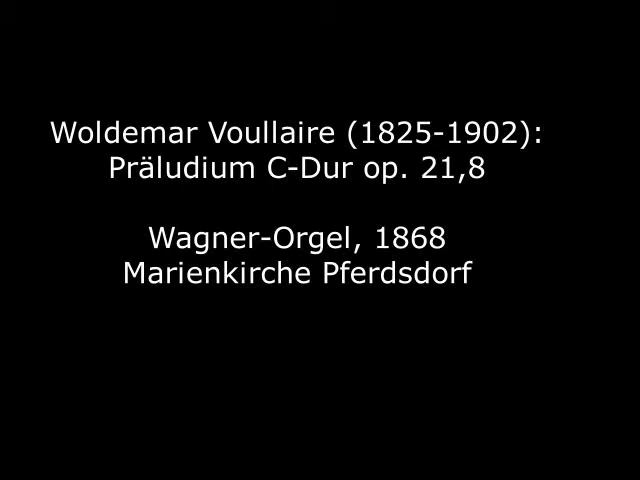 Woldemar Voullaire (1825-1902):
Präludium C-Dur op. 21,8
Wagner-Orgel, 1868
Marienkirche Pferdsdorf